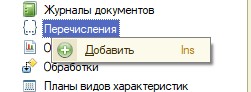 Журналы документов
Перечисления
О
Добавить Ins
Обработки
Планы видов характеристик